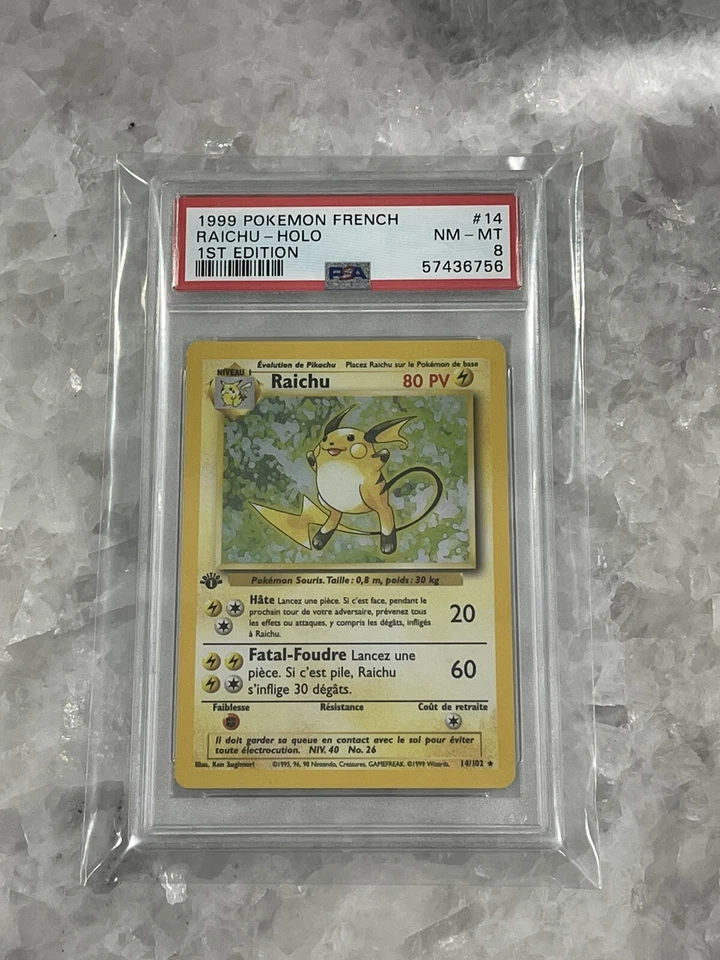 1999 POKEMON FRENCH #14
RAICHU - HOLO NM - MT
1ST EDITION 8
PSA 57436756
Évolution de Pikachu Placez Raichu sur le Pokémon de base
NIVEAU 1
Raichu 80 PV
Pokémon Souris. Taille : 0,8 m, poids : 30 kg
1
Hâte Lancez une pièce. Si c'est face, pendant le
prochain tour de votre adversaire, prévenez tous
les effets ou attaques, y compris les dégâts, infligés
à Raichu.
20
Fatal-Foudre Lancez une
pièce. Si c'est pile, Raichu
s'inflige 30 dégâts.
60
Faiblesse Résistance Coût de retraite
Il doit garder sa queue en contact avec le sol pour éviter
toute électrocution. NIV. 40 No. 26
Illus. Ken Sugimori ©1995, 96, 98 Nintendo, Creatures, GAMEFREAK. ©1999 Wizards. 14/102 ★